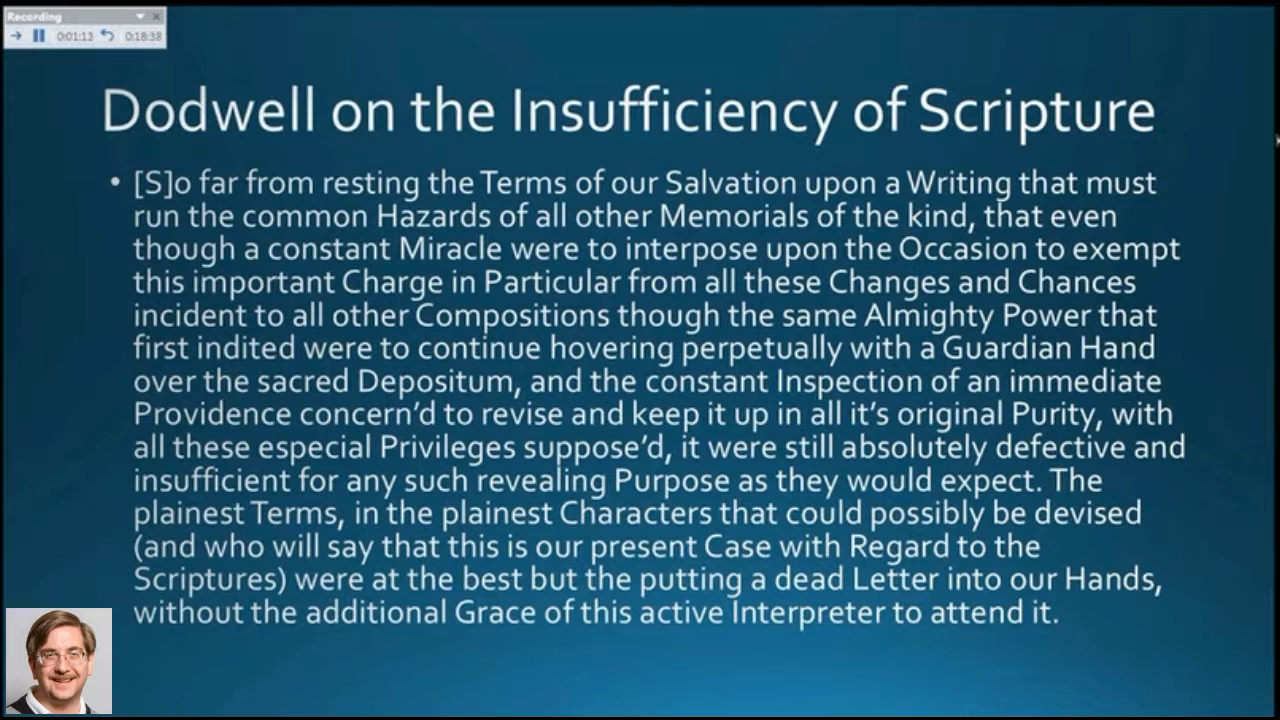 Recording
0:01:13 0:18:38
Dodwell on the Insufficiency of Scripture
• [S]o far from resting the Terms of our Salvation upon a Writing that must
run the common Hazards of all other Memorials of the kind, that even
though a constant Miracle were to interpose upon the Occasion to exempt
this important Charge in Particular from all these Changes and Chances
incident to all other Compositions though the same Almighty Power that
first indited were to continue hovering perpetually with a Guardian Hand
over the sacred Depositum, and the constant Inspection of an immediate
Providence concern’d to revise and keep it up in all it’s original Purity, with
all these especial Privileges suppose’d, it were still absolutely defective and
insufficient for any such revealing Purpose as they would expect. The
plainest Terms, in the plainest Characters that could possibly be devised
(and who will say that this is our present Case with Regard to the
Scriptures) were at the best but the putting a dead Letter into our Hands,
without the additional Grace of this active Interpreter to attend it.